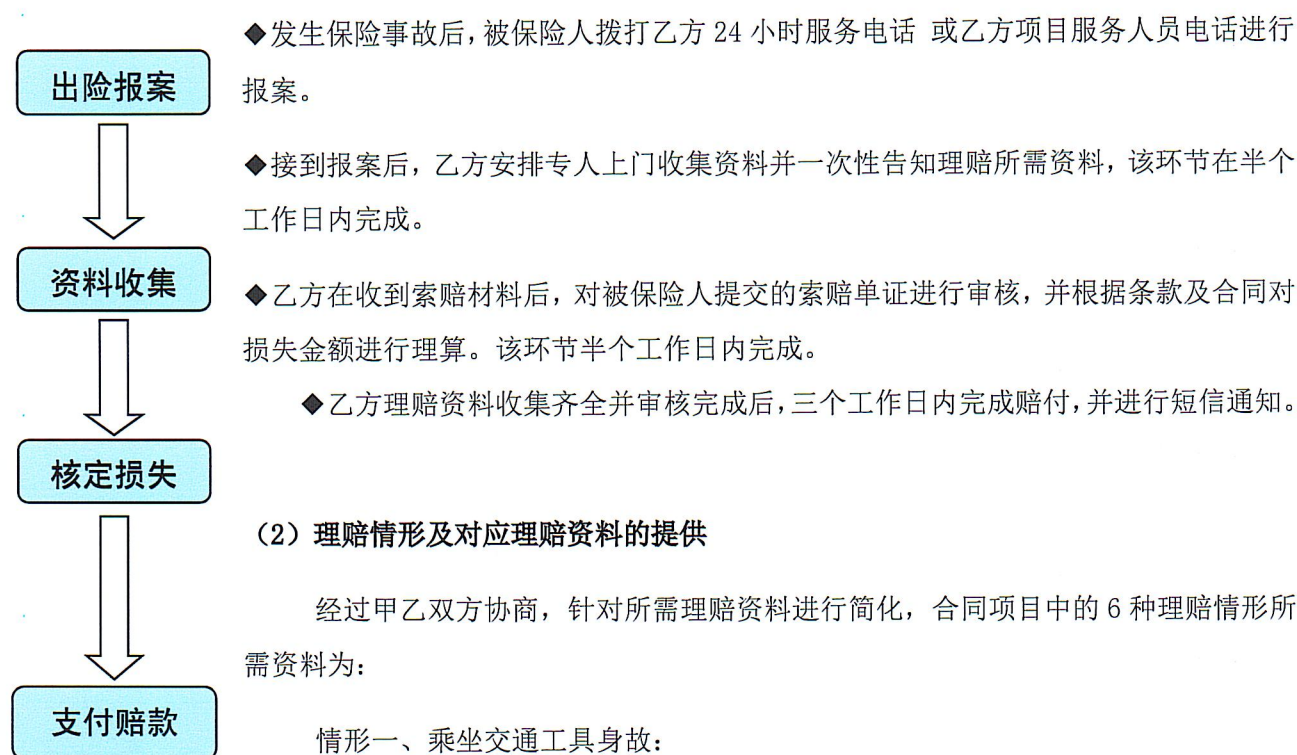 ◆发生保险事故后,被保险人拨打乙方 24 小时服务电话 或乙方项目服务人员电话进行
出险报案
报案。
◆接到报案后,乙方安排专人上门收集资料并一次性告知理赔所需资料,该环节在半个
工作日内完成。
资料收集
◆乙方在收到索赔材料后,对被保险人提交的索赔单证进行审核,并根据条款及合同对
损失金额进行理算。该环节半个工作日内完成。
◆乙方理赔资料收集齐全并审核完成后,三个工作日内完成赔付,并进行短信通知。
核定损失
(2)理赔情形及对应理赔资料的提供
经过甲乙双方协商,针对所需理赔资料进行简化,合同项目中的 6 种理赔情形所
需资料为:
支付赔款
情形一、乘坐交通工具身故: